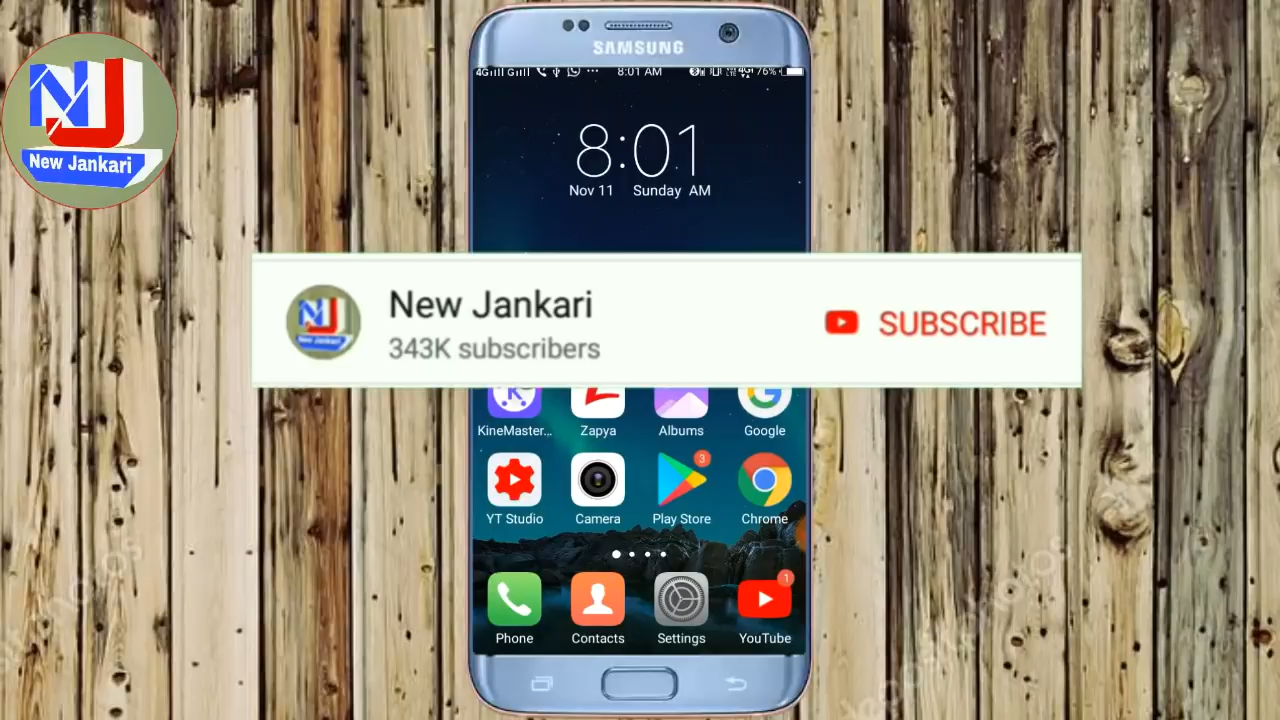 NJ
New Jankari
SAMSUNG
8:01 AM
76%
8:01
Nov 11 Sunday AM
New Jankari
343K subscribers
SUBSCRIBE
KineMaster... Zapya Albums Google
3
YT Studio Camera Play Store Chrome
1
Phone Contacts Settings YouTube